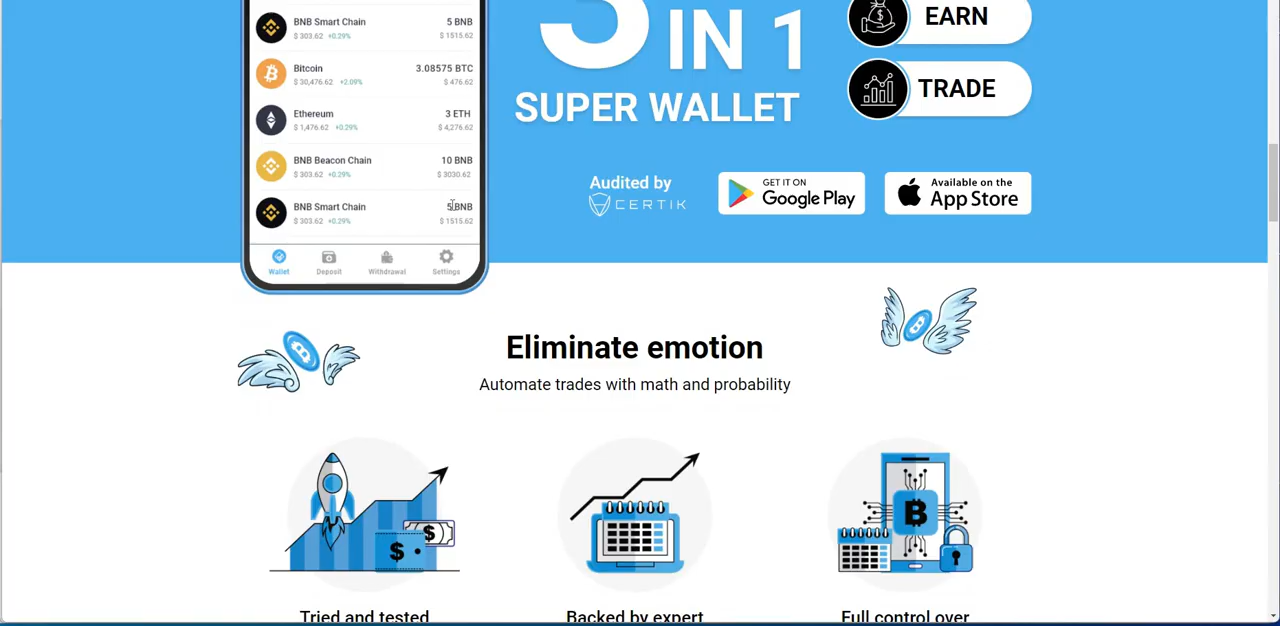 BNB Smart Chain
5 BNB
$ 303.62 +0.29%
$ 1515.62
Bitcoin
3.08575 BTC
$ 30,476.62 +2.09%
$ 476.62
Ethereum
3 ETH
$ 1,476.62 +0.29%
$ 4,276.62
BNB Beacon Chain
10 BNB
$ 303.62 +0.29%
$ 3030.62
BNB Smart Chain
5 BNB
$ 303.62 +0.29%
$ 1515.62
Wallet
Deposit
Withdrawal
Settings
3 IN 1
SUPER WALLET
EARN
TRADE
Audited by
CERTIK
GET IT ON
Google Play
Available on the
App Store
Eliminate emotion
Automate trades with math and probability
Tried and tested
Backed by expert
Full control over